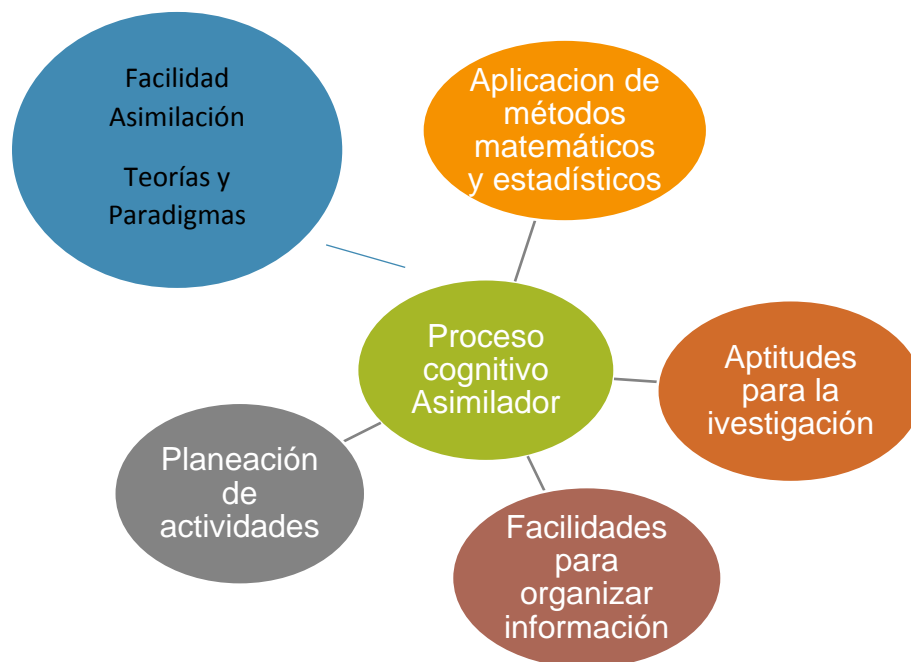 Facilidad
Asimilación
Teorías y
Paradigmas
Aplicacion de
métodos
matemáticos
y estadísticos
Proceso
cognitivo
Asimilador
Aptitudes
para la
ivestigación
Planeación
de
actividades
Facilidades
para
organizar
información